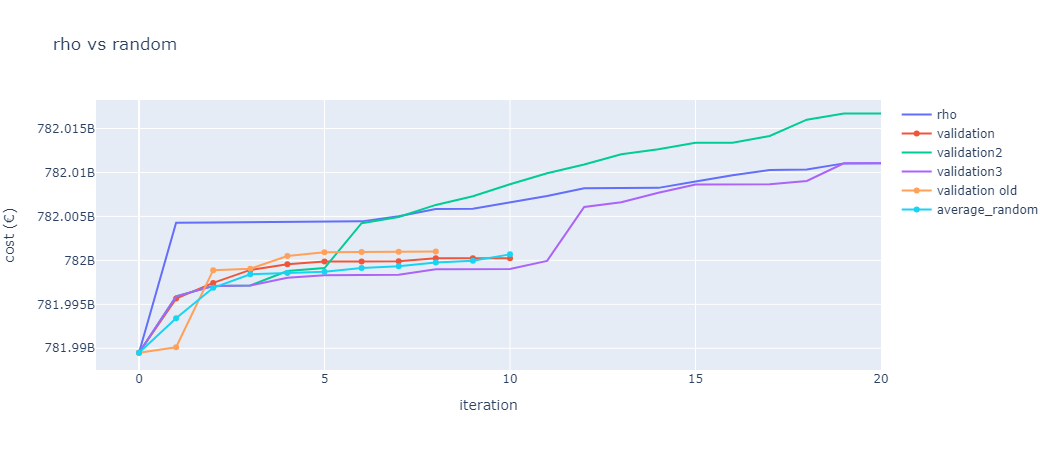 rho vs random
cost (€)
782.015B
782.01B
782.005B
782B
781.995B
781.99B
0
5
10
15
20
iteration
rho
validation
validation2
validation3
validation old
average_random